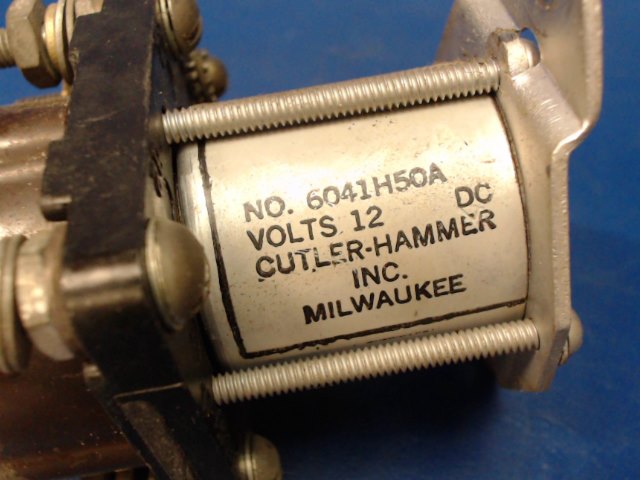 NO. 6041H50A
VOLTS 12 DC
CUTLER-HAMMER
INC.
MILWAUKEE